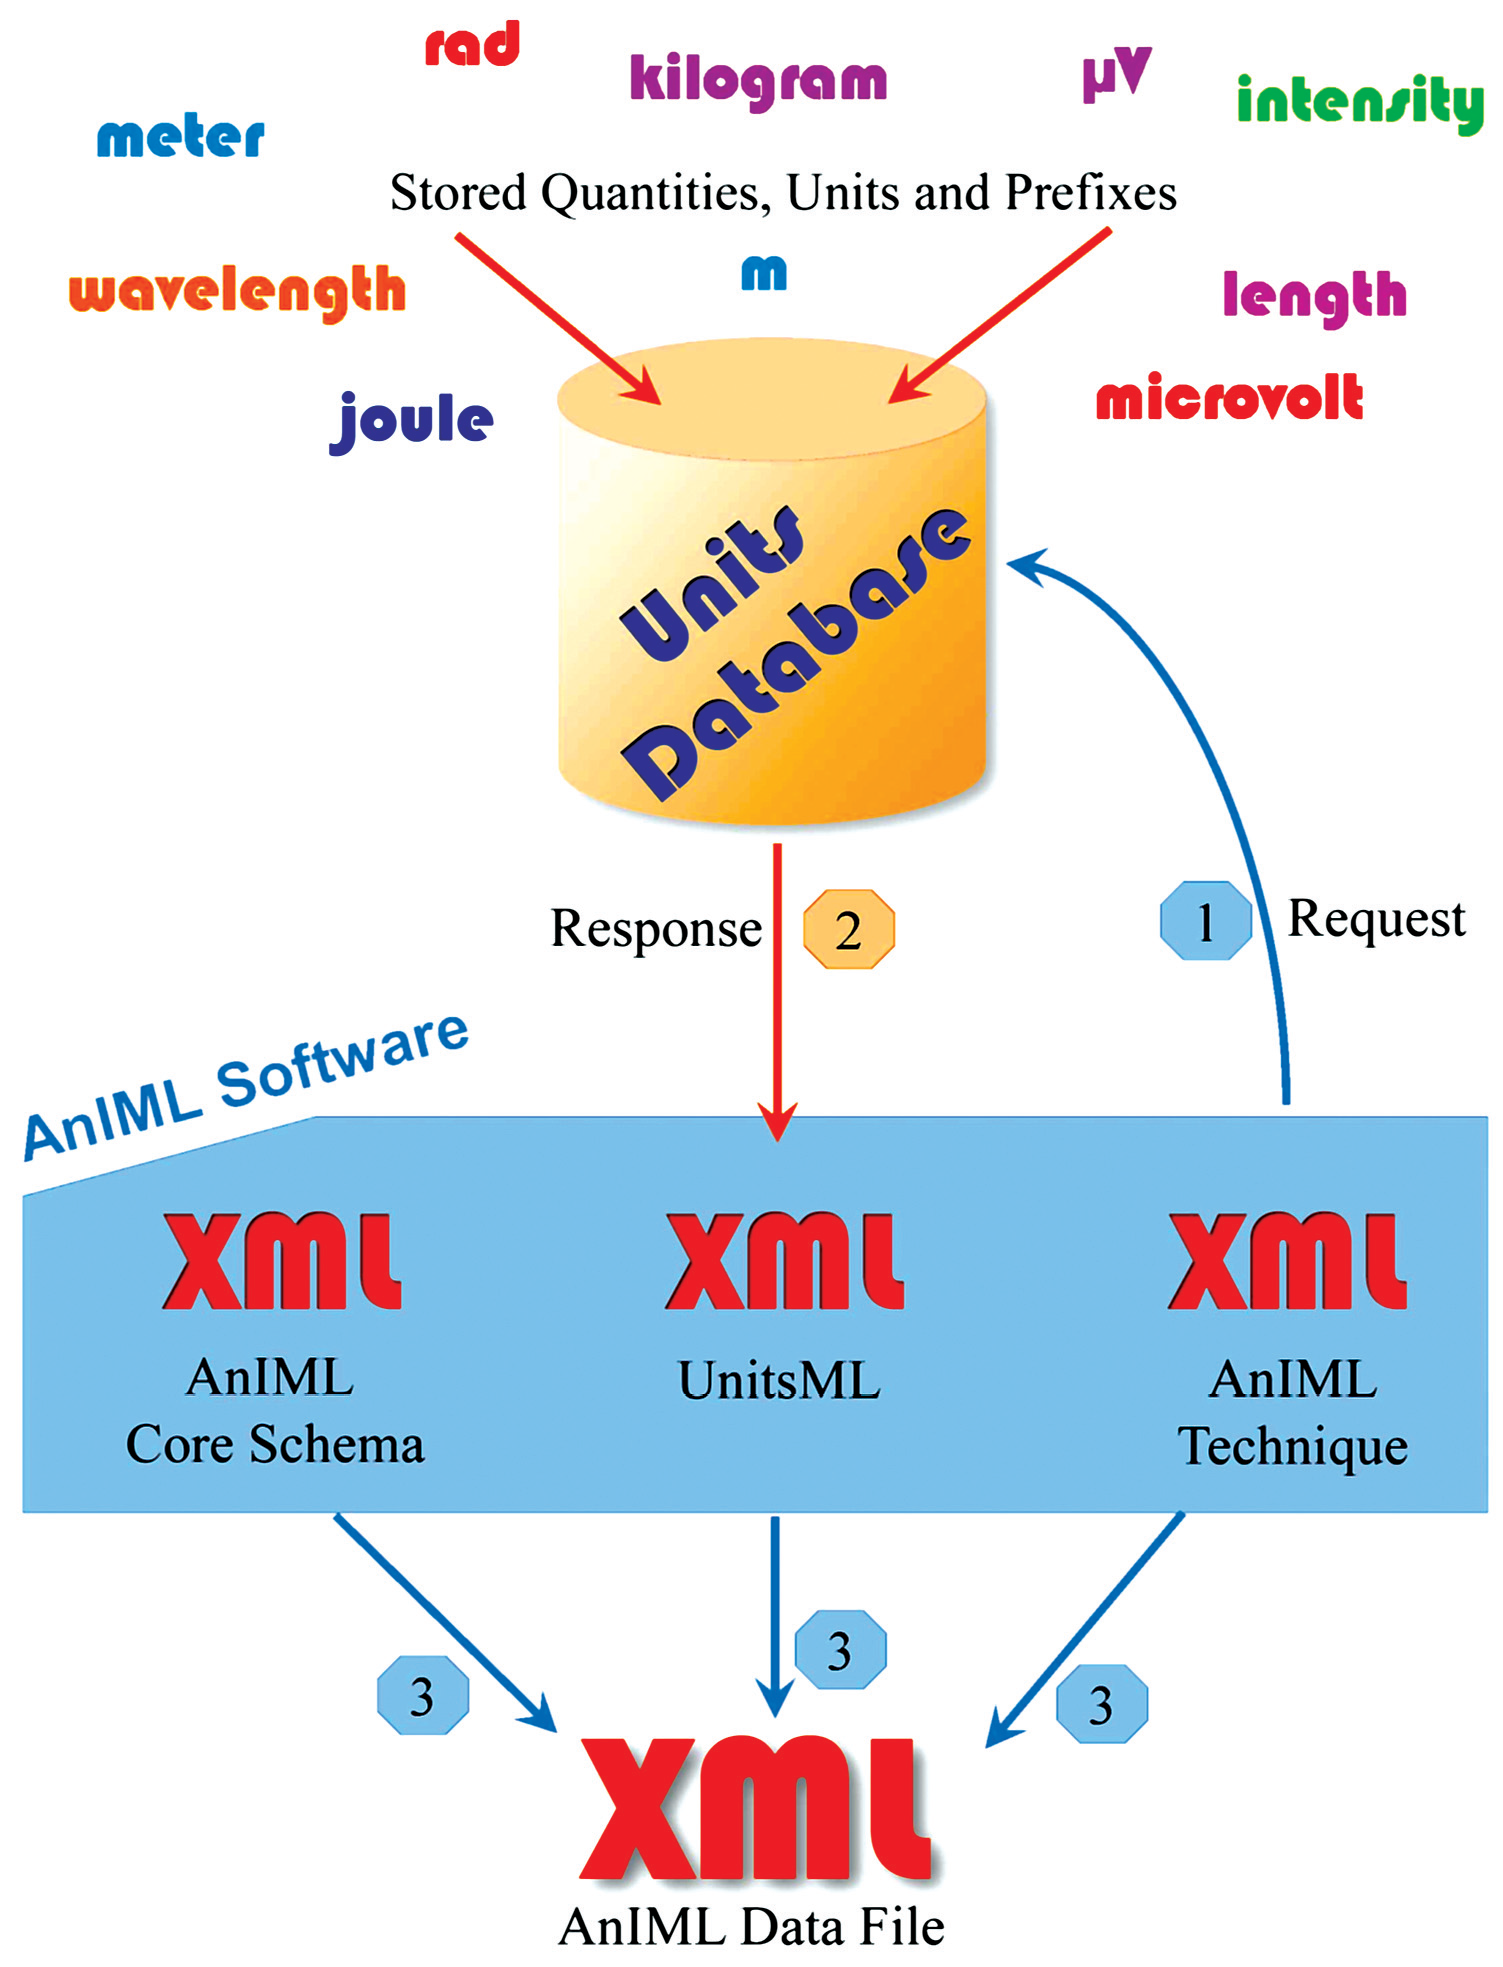 rad
kilogram
µV
intensity
meter
Stored Quantities, Units and Prefixes
m
wavelength
length
microvolt
joule
Units
Database
Response
2
1
Request
AnIML Software
XML
XML
XML
AnIML
Core Schema
UnitsML
AnIML
Technique
3
3
3
XML
AnIML Data File